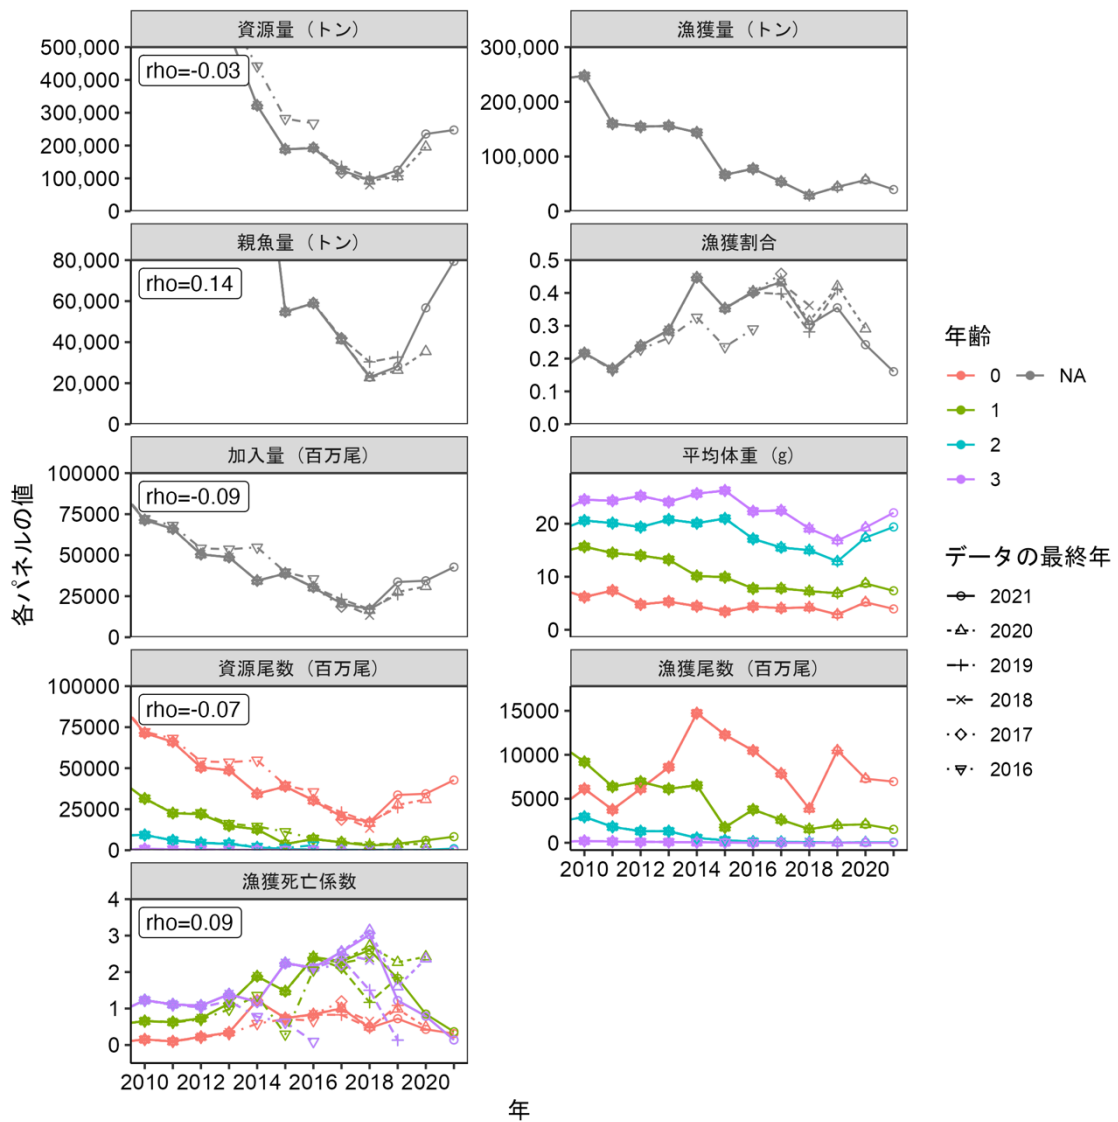 資源量(トン)
500,000
400,000
300,000
200,000
100,000
0
rho=-0.03
漁獲量(トン)
300,000
200,000
100,000
0
親魚量(トン)
80,000
60,000
40,000
20,000
0
rho=0.14
漁獲割合
0.5
0.4
0.3
0.2
0.1
0.0
加入量(百万尾)
100000
75000
50000
25000
0
rho=-0.09
平均体重(g)
20
10
0
資源尾数(百万尾)
100000
75000
50000
25000
0
rho=-0.07
漁獲尾数(百万尾)
15000
10000
5000
0
2010 2012 2014 2016 2018 2020
漁獲死亡係数
4
3
2
1
0
rho=0.09
2010 2012 2014 2016 2018 2020
年
各パネルの値
年齢
0 NA
1
2
3
データの最終年
2021
2020
2019
2018
2017
2016